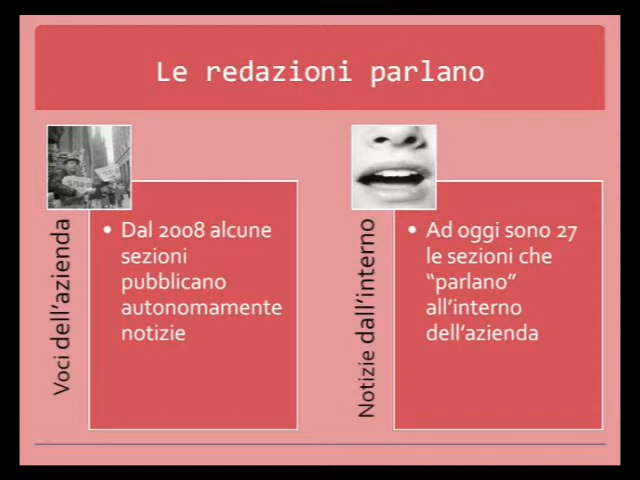 Le redazioni parlano
Voci dell'azienda
• Dal 2008 alcune
sezioni
pubblicano
autonomamente
notizie
Notizie dall'interno
• Ad oggi sono 27
le sezioni che
“parlano”
all'interno
dell'azienda